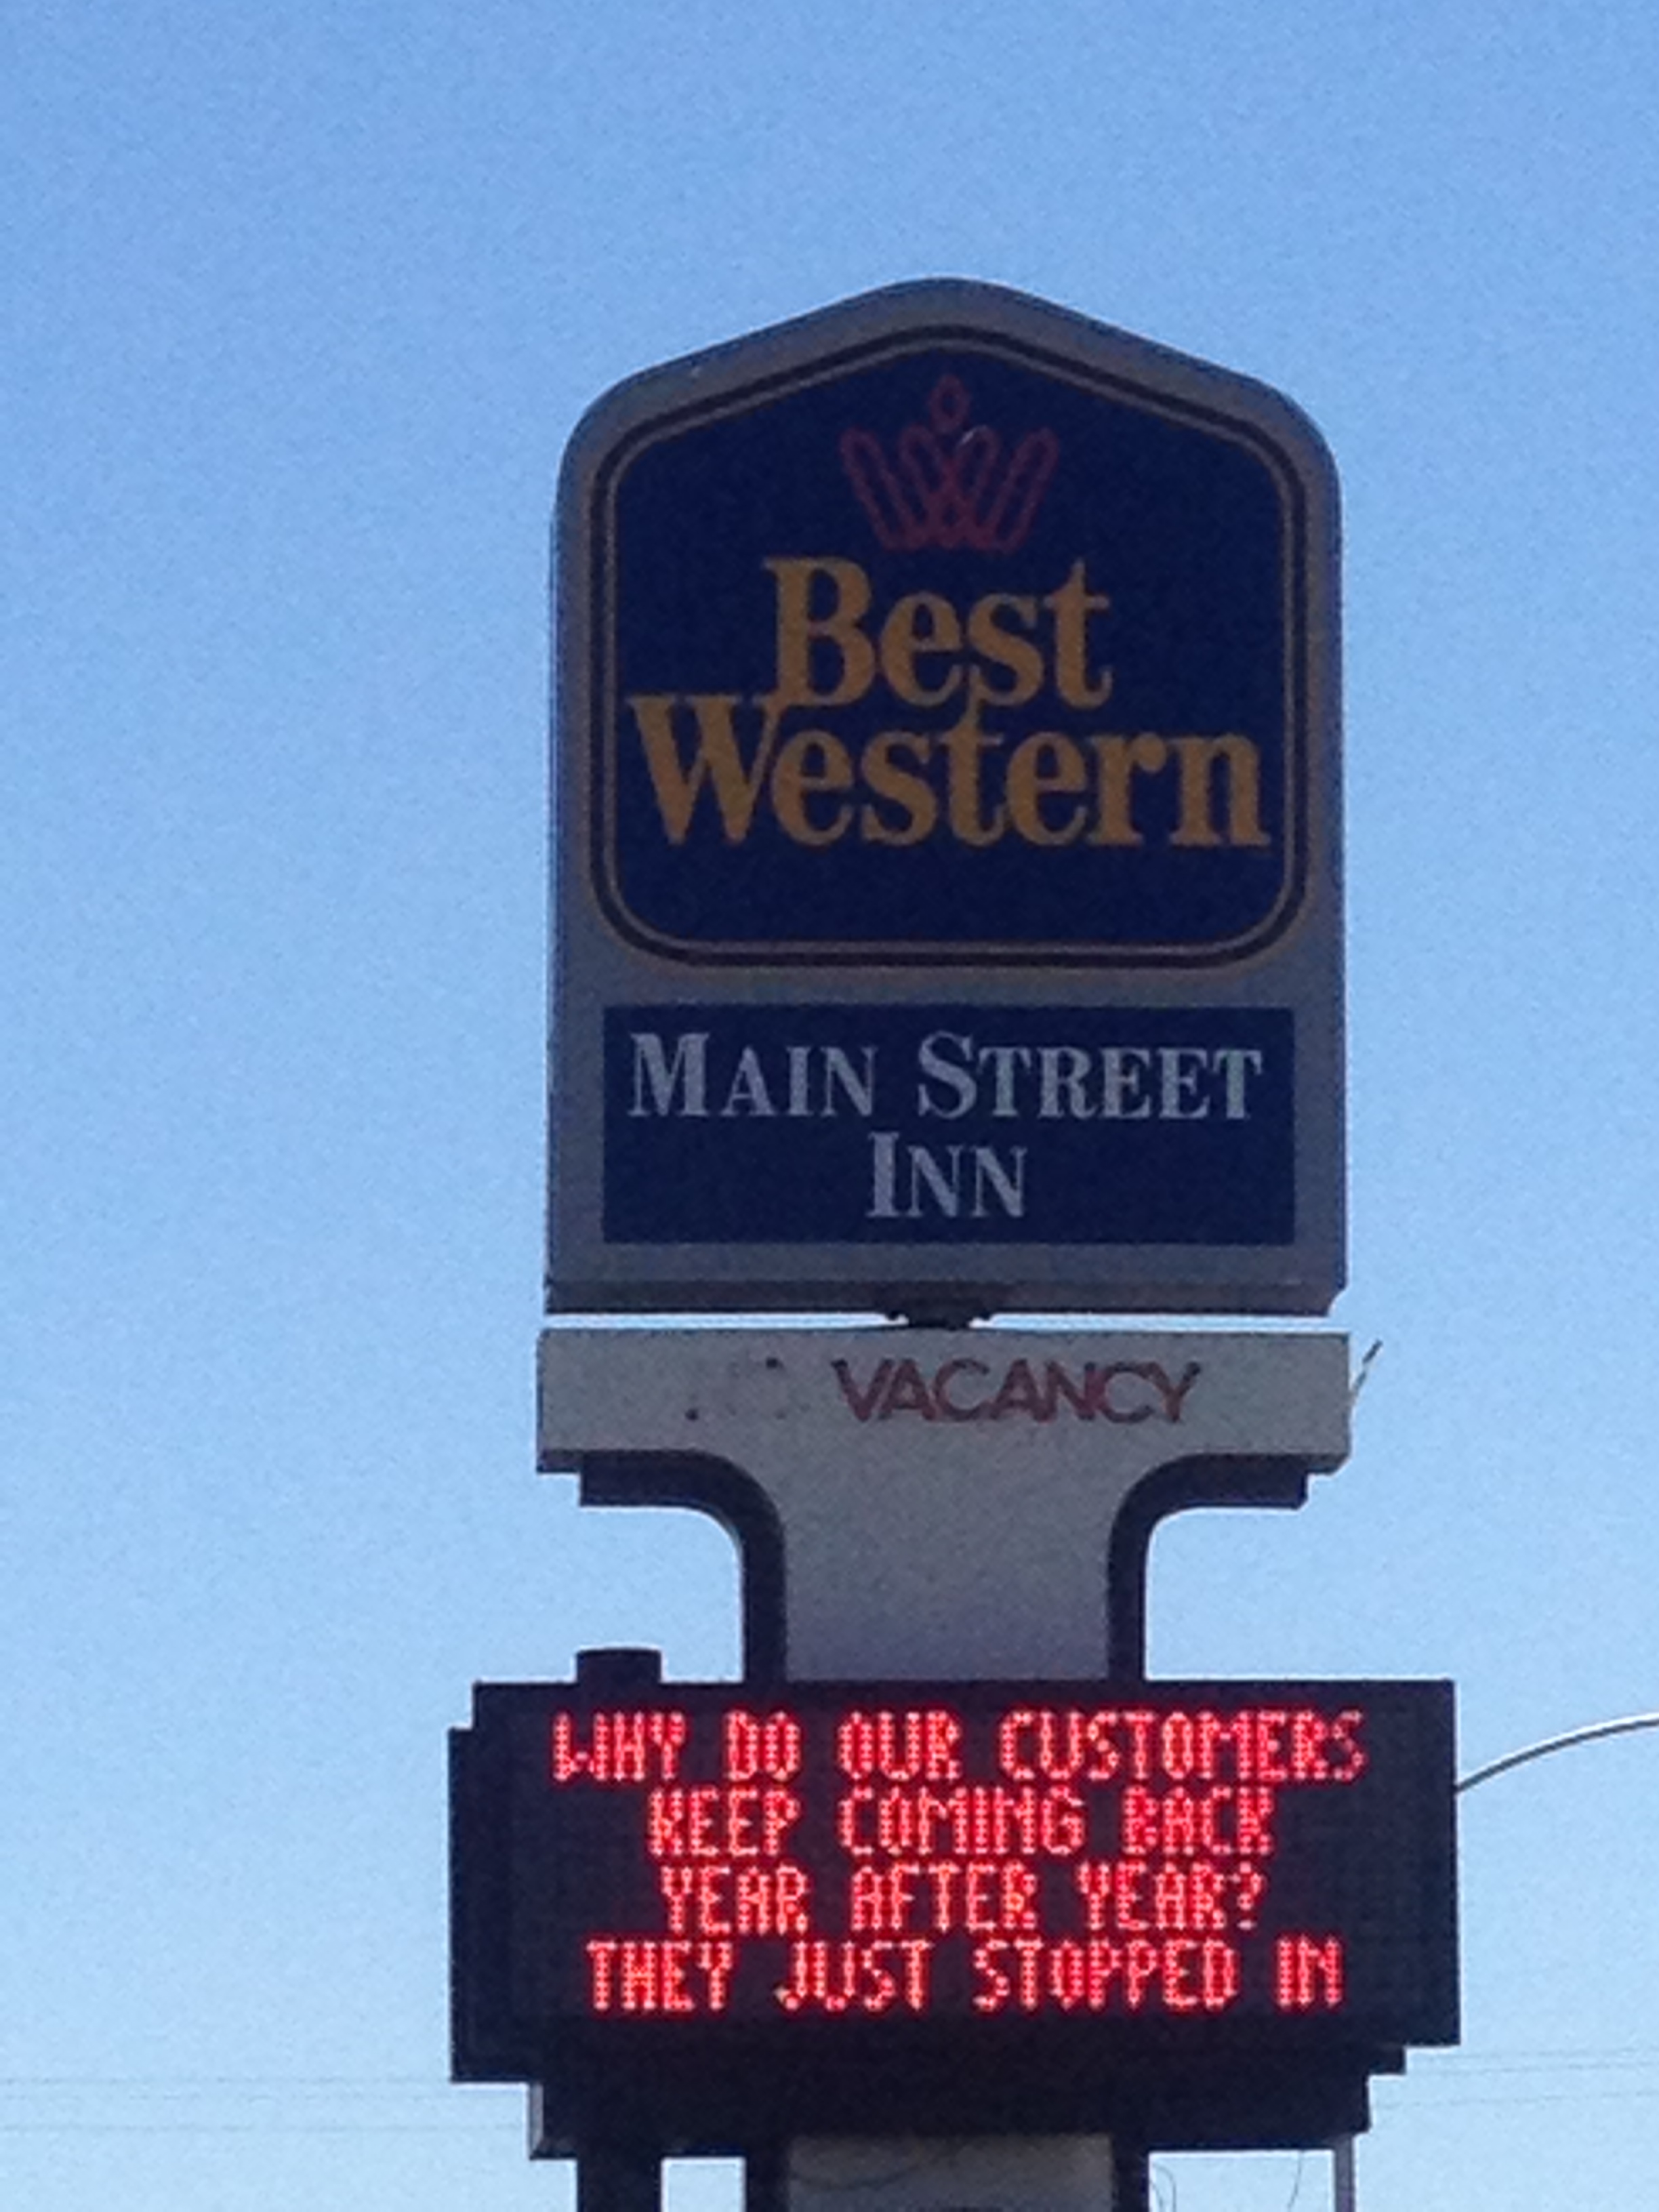 Best
Western
MAIN STREET
INN
VACANCY
WHY DO OUR CUSTOMERS
KEEP COMING BACK
YEAR AFTER YEAR?
THEY JUST STOPPED IN